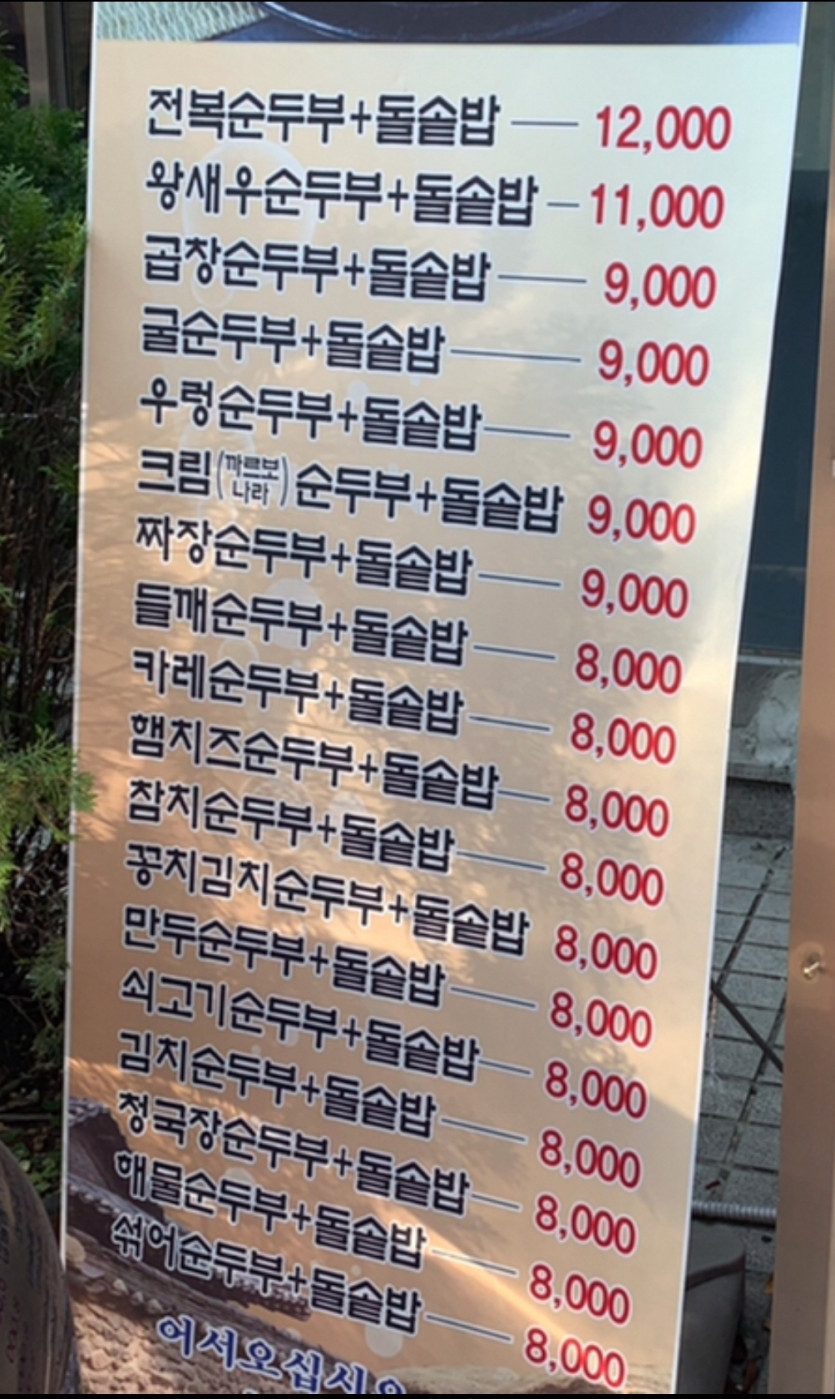 전복순두부+돌솥밥 — 12,000
왕새우순두부+돌솥밥 — 11,000
곱창순두부+돌솥밥 — 9,000
굴순두부+돌솥밥 — 9,000
우렁순두부+돌솥밥 — 9,000
크림(까르보나라)순두부+돌솥밥 9,000
짜장순두부+돌솥밥 — 9,000
들깨순두부+돌솥밥 — 8,000
카레순두부+돌솥밥 — 8,000
햄치즈순두부+돌솥밥 — 8,000
참치순두부+돌솥밥 — 8,000
꽁치김치순두부+돌솥밥 8,000
만두순두부+돌솥밥 — 8,000
쇠고기순두부+돌솥밥 — 8,000
김치순두부+돌솥밥 — 8,000
청국장순두부+돌솥밥 — 8,000
해물순두부+돌솥밥 — 8,000
섞어순두부+돌솥밥 — 8,000
어서오십시오